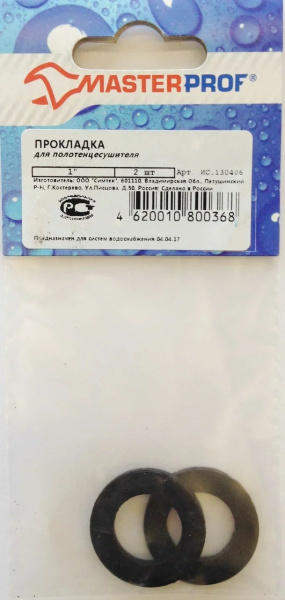 MASTERPROF®
ПРОКЛАДКА
для полотенцесушителя
1" 2 шт Арт. ИС.130406
Изготовитель: ООО "Симтек", 601110, Владимирская Обл., Петушинский
Р-Н, Г.Костерево, Ул.Писцова, Д.50, Россия; Сделано в России
4 620010 800368
Предназначен для систем водоснабжения 04.04.17